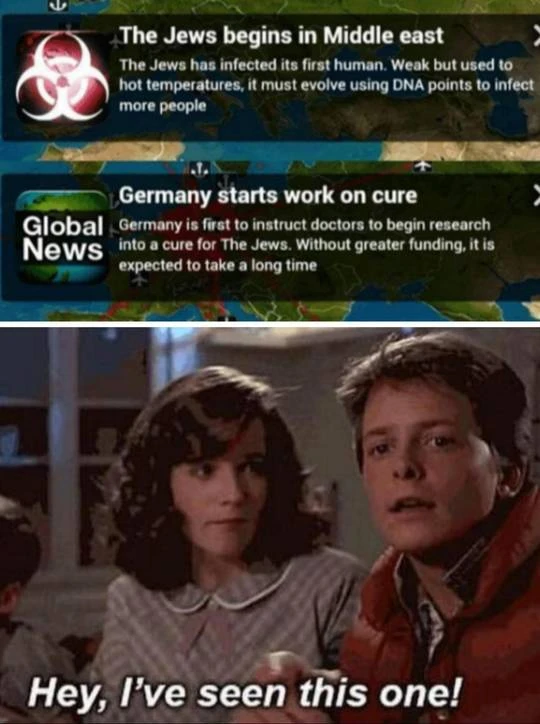 The Jews begins in Middle east
The Jews has infected its first human. Weak but used to
hot temperatures, it must evolve using DNA points to infect
more people
Germany starts work on cure
Global
News
Germany is first to instruct doctors to begin research
into a cure for The Jews. Without greater funding, it is
expected to take a long time
Hey, I've seen this one!